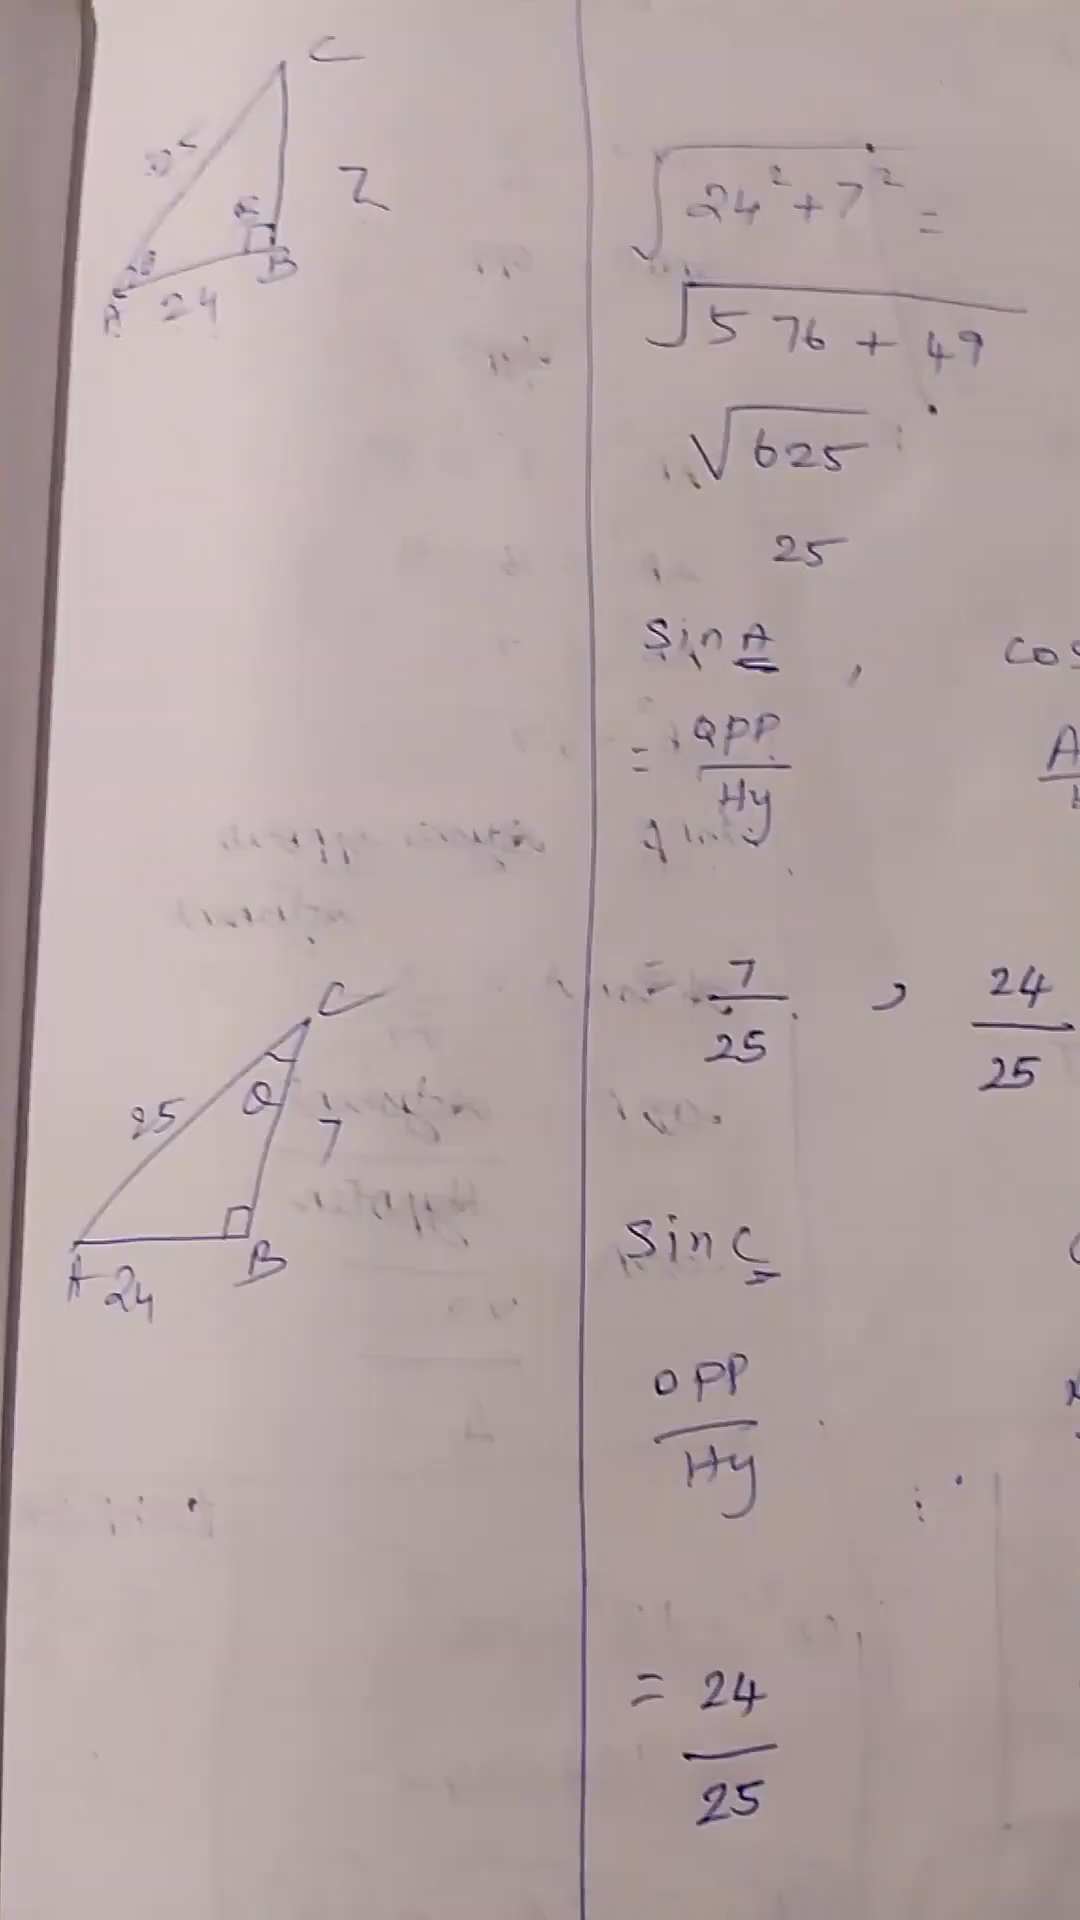 C
25
7
B
A
24
√24² + 7² =
√576 + 49
√625
25
Sin A , cos
= OPP / Hy
= 7/25 , 24/25
C
25
7
A
B
24
Sin C
OPP / Hy
= 24/25